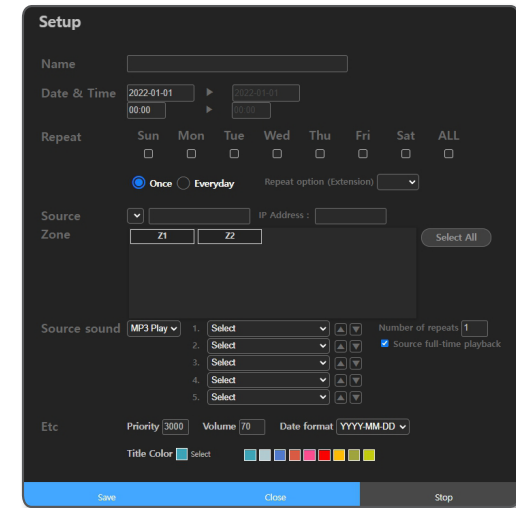 Setup
Name
Date & Time 2022-01-01 2022-01-01
00:00 00:00
Repeat Sun Mon Tue Wed Thu Fri Sat ALL
Once Everyday Repeat option (Extension)
Source IP Address :
Zone Z1 Z2 Select All
Source sound MP3 Play 1. Select Number of repeats 1
2. Select Source full-time playback
3. Select
4. Select
5. Select
Etc Priority 3000 Volume 70 Date format YYYY-MM-DD
Title Color Select
Save Close Stop